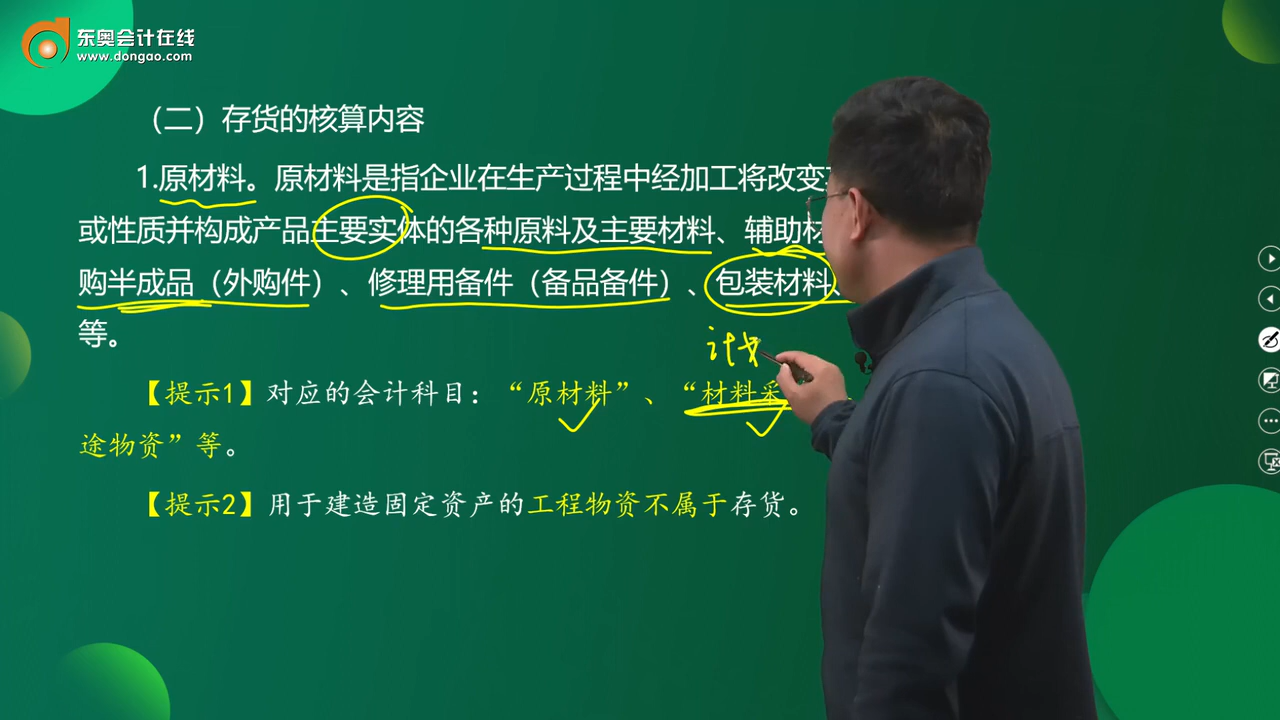 东奥会计在线
www.dongao.com
（二）存货的核算内容
1.原材料。原材料是指企业在生产过程中经加工将改变
或性质并构成产品主要实体的各种原料及主要材料、辅助材
购半成品（外购件）、修理用备件（备品备件）、包装材料、
等。
计划
【提示1】对应的会计科目：“原材料”、“材料采
途物资”等。
【提示2】用于建造固定资产的工程物资不属于存货。